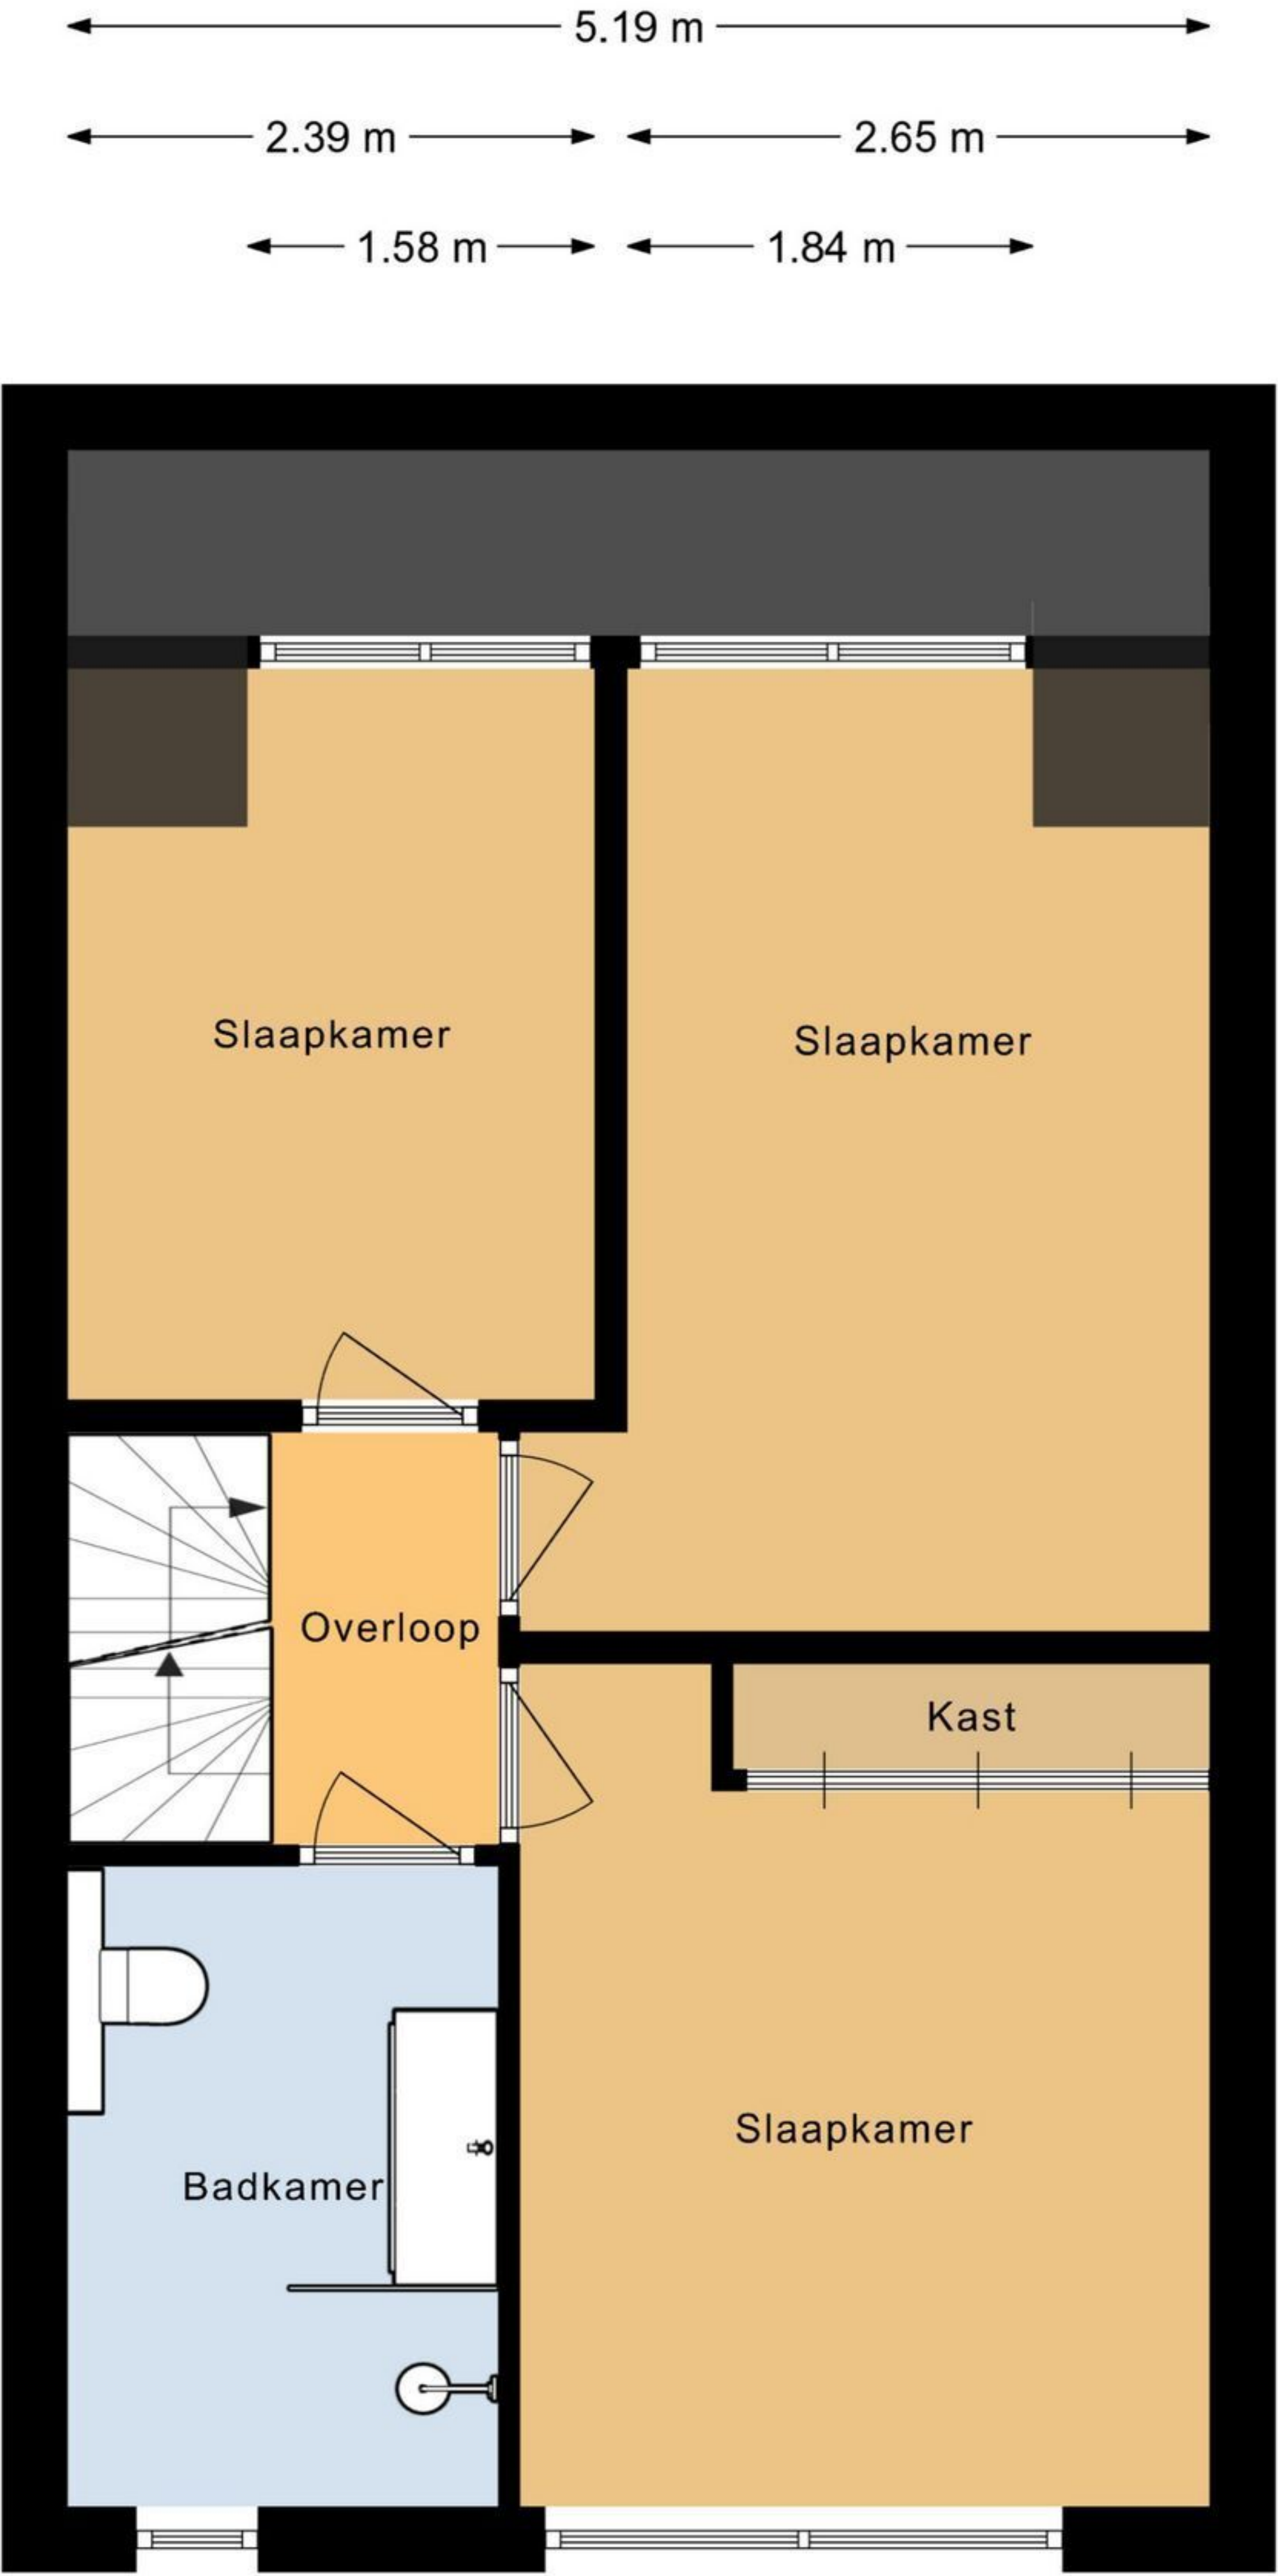 5.19 m
2.39 m
2.65 m
1.58 m
1.84 m
Slaapkamer
Slaapkamer
Overloop
Kast
Slaapkamer
Badkamer